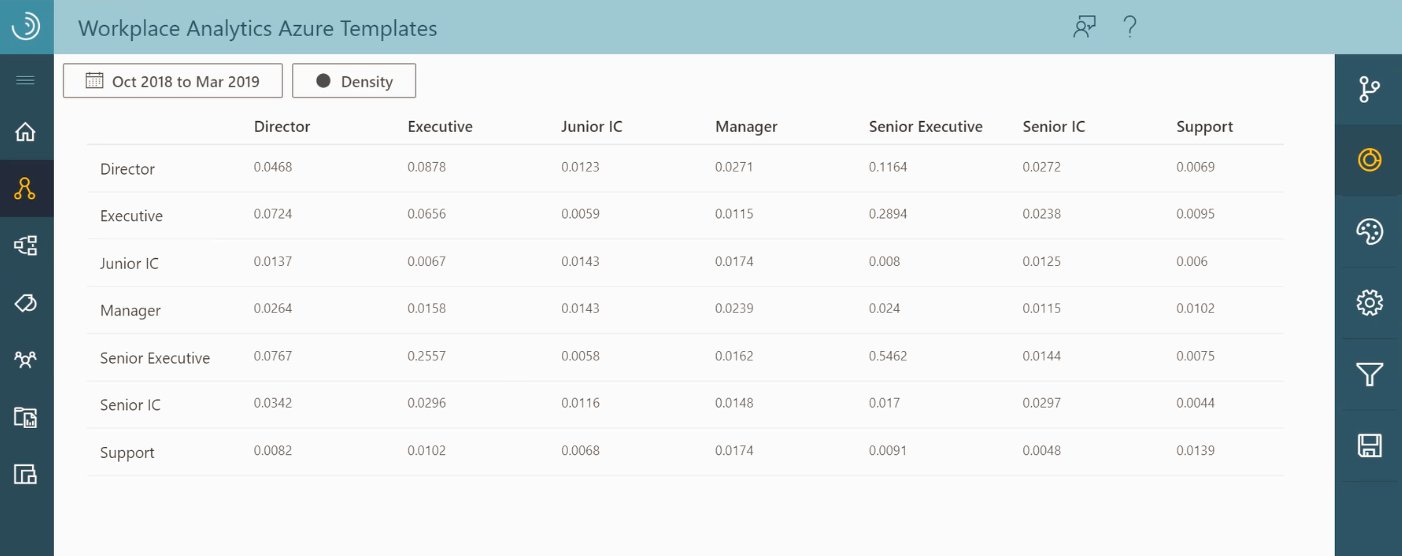 Workplace Analytics Azure Templates
Oct 2018 to Mar 2019 Density
Director Executive Junior IC Manager Senior Executive Senior IC Support
Director 0.0468 0.0878 0.0123 0.0271 0.1164 0.0272 0.0069
Executive 0.0724 0.0656 0.0059 0.0115 0.2894 0.0238 0.0095
Junior IC 0.0137 0.0067 0.0143 0.0174 0.008 0.0125 0.006
Manager 0.0264 0.0158 0.0143 0.0239 0.024 0.0115 0.0102
Senior Executive 0.0767 0.2557 0.0058 0.0162 0.5462 0.0144 0.0075
Senior IC 0.0342 0.0296 0.0116 0.0148 0.017 0.0297 0.0044
Support 0.0082 0.0102 0.0068 0.0174 0.0091 0.0048 0.0139